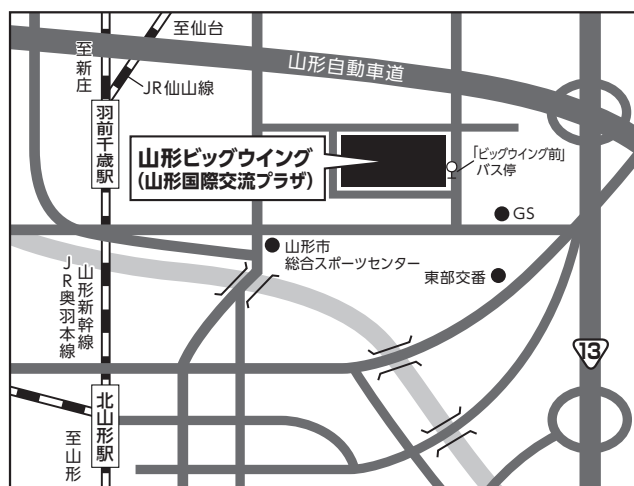 至仙台
至新庄
JR仙山線
山形自動車道
羽前千歳駅
山形ビッグウイング
(山形国際交流プラザ)
「ビッグウイング前」
バス停
GS
山形市
総合スポーツセンター
東部交番
山形新幹線
JR奥羽本線
13
北山形駅
至山形